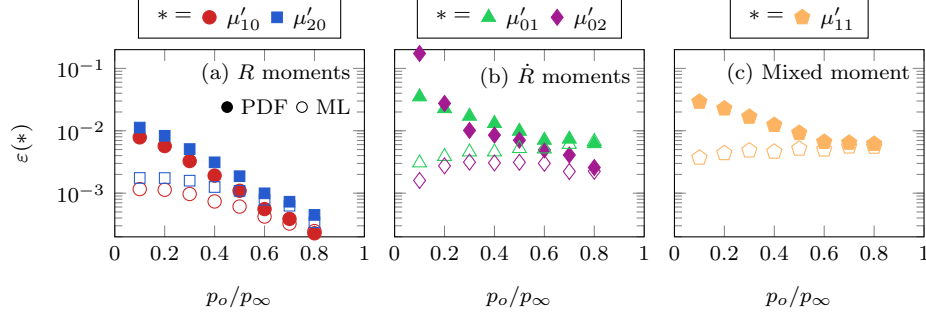 ∗ = μ′10 μ′20
∗ = μ′01 μ′02
∗ = μ′11
(a) R moments
(b) Ṙ moments
(c) Mixed moment
PDF ML
ε(∗)
10−1
10−2
10−3
0 0.2 0.4 0.6 0.8 1
0 0.2 0.4 0.6 0.8 1
0 0.2 0.4 0.6 0.8 1
po/p∞
po/p∞
po/p∞